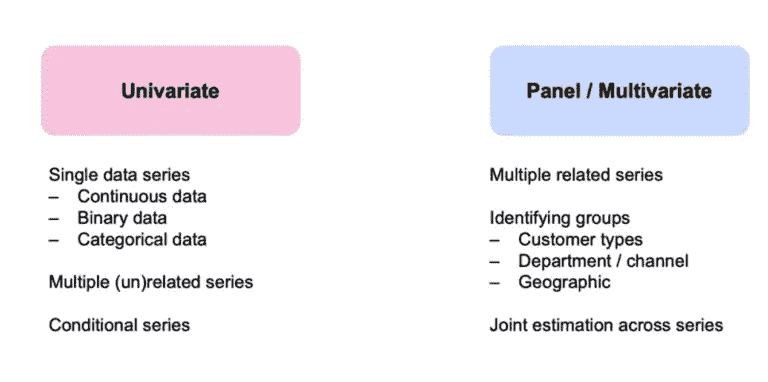 Univariate
Single data series
– Continuous data
– Binary data
– Categorical data
Multiple (un)related series
Conditional series
Panel / Multivariate
Multiple related series
Identifying groups
– Customer types
– Department / channel
– Geographic
Joint estimation across series